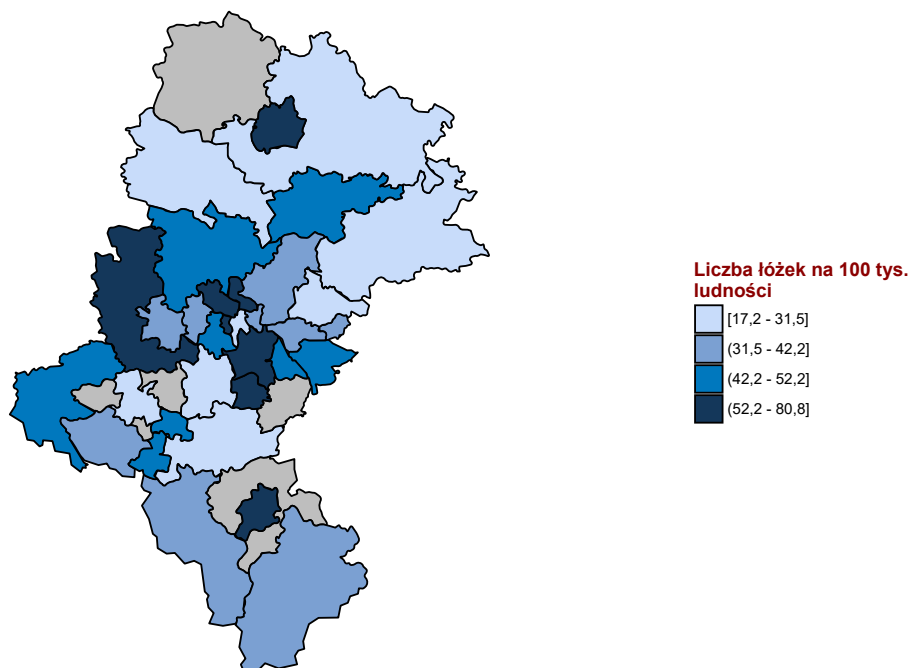 Liczba łóżek na 100 tys.
ludności
[17,2 - 31,5]
(31,5 - 42,2]
(42,2 - 52,2]
(52,2 - 80,8]